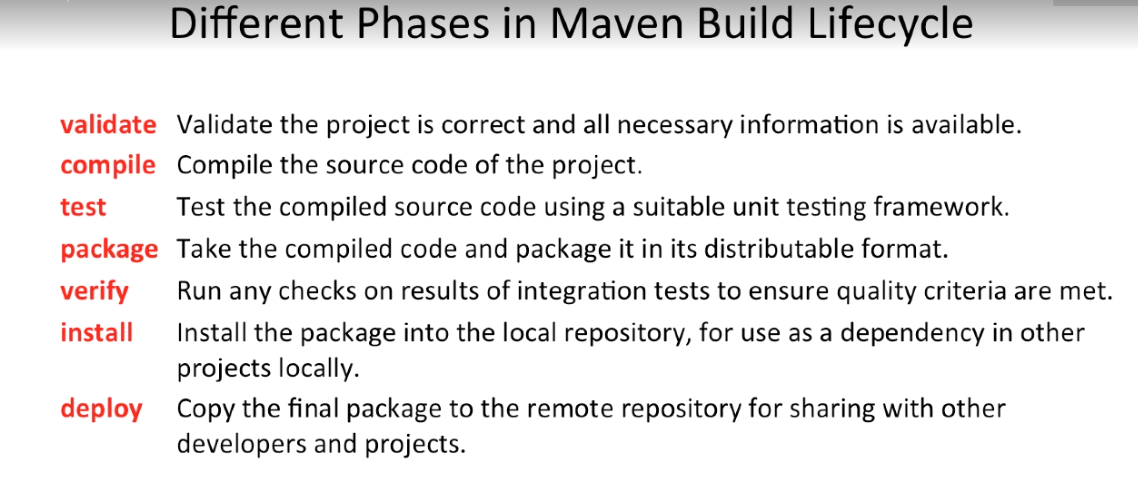 Different Phases in Maven Build Lifecycle
validate Validate the project is correct and all necessary information is available.
compile Compile the source code of the project.
test Test the compiled source code using a suitable unit testing framework.
package Take the compiled code and package it in its distributable format.
verify Run any checks on results of integration tests to ensure quality criteria are met.
install Install the package into the local repository, for use as a dependency in other
projects locally.
deploy Copy the final package to the remote repository for sharing with other
developers and projects.